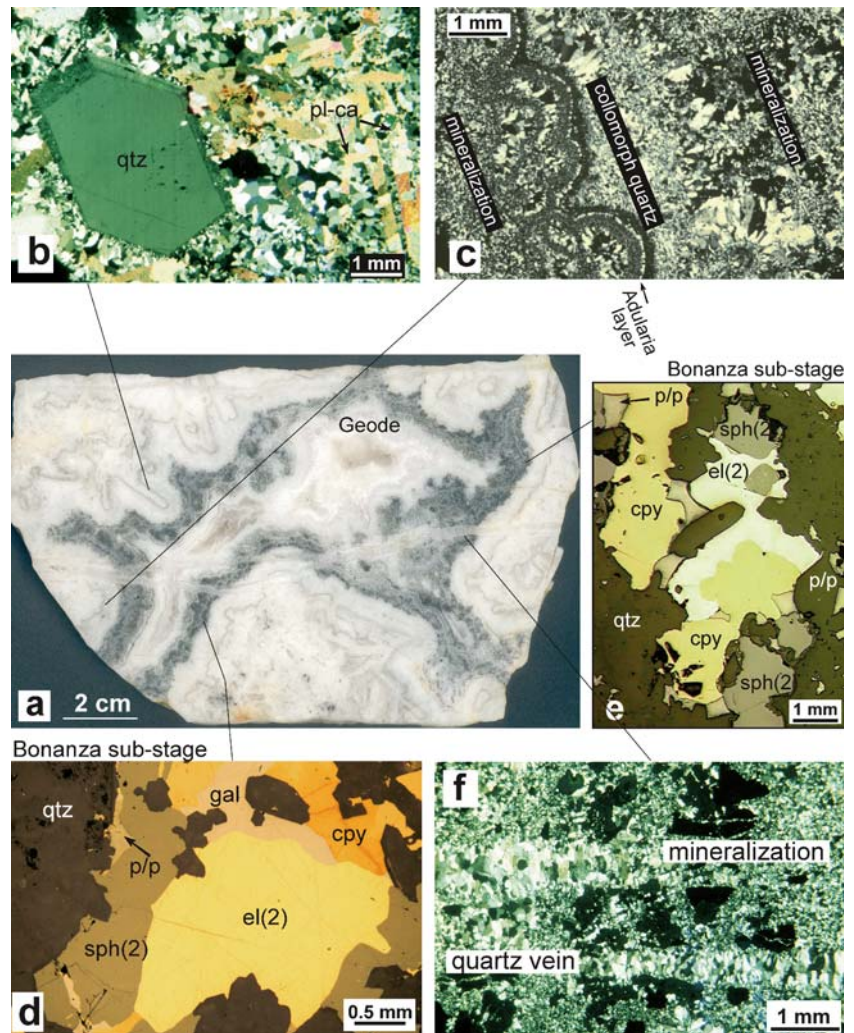 qtz
pl-ca
b
1 mm
1 mm
mineralization
collomorph quartz
mineralization
c
Adularia
layer
Geode
a
2 cm
Bonanza sub-stage
p/p
sph(2
el(2)
cpy
p/p
qtz
cpy
sph(2)
e
1 mm
Bonanza sub-stage
qtz
gal
cpy
p/p
el(2)
sph(2)
d
0.5 mm
f
mineralization
quartz vein
1 mm